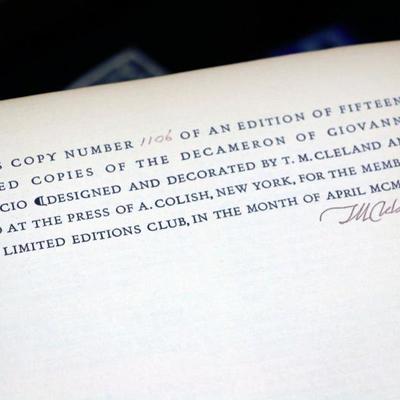 S COPY NUMBER 1106 OF AN EDITION OF FIFTEEN
ED COPIES OF THE DECAMERON OF GIOVANN
CIO ¶DESIGNED AND DECORATED BY T. M. CLELAND A
AT THE PRESS OF A. COLISH, NEW YORK, FOR THE MEMB
LIMITED EDITIONS CLUB, IN THE MONTH OF APRIL MCM
TMCle